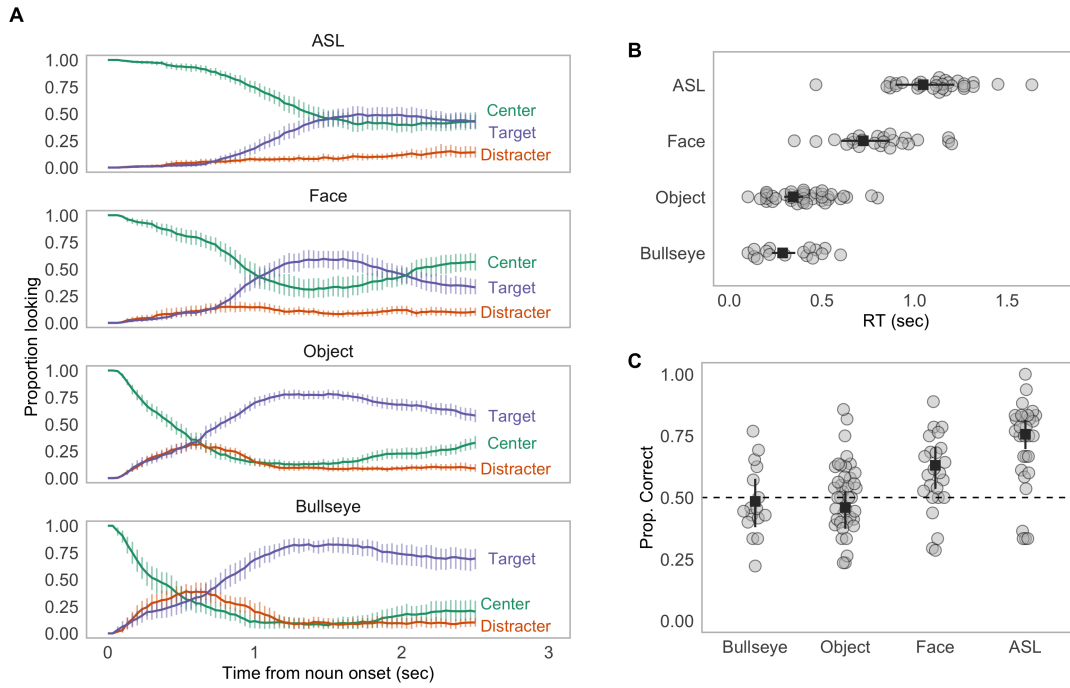 A
ASL
1.00
0.75
0.50
0.25
0.00
Center
Target
Distracter
Face
1.00
0.75
0.50
0.25
0.00
Center
Target
Distracter
Object
1.00
0.75
0.50
0.25
0.00
Target
Center
Distracter
Bullseye
1.00
0.75
0.50
0.25
0.00
Target
Center
Distracter
0 1 2 3
Time from noun onset (sec)
Proportion looking
B
ASL
Face
Object
Bullseye
0.0 0.5 1.0 1.5
RT (sec)
C
1.00
0.75
0.50
0.25
0.00
Prop. Correct
Bullseye Object Face ASL